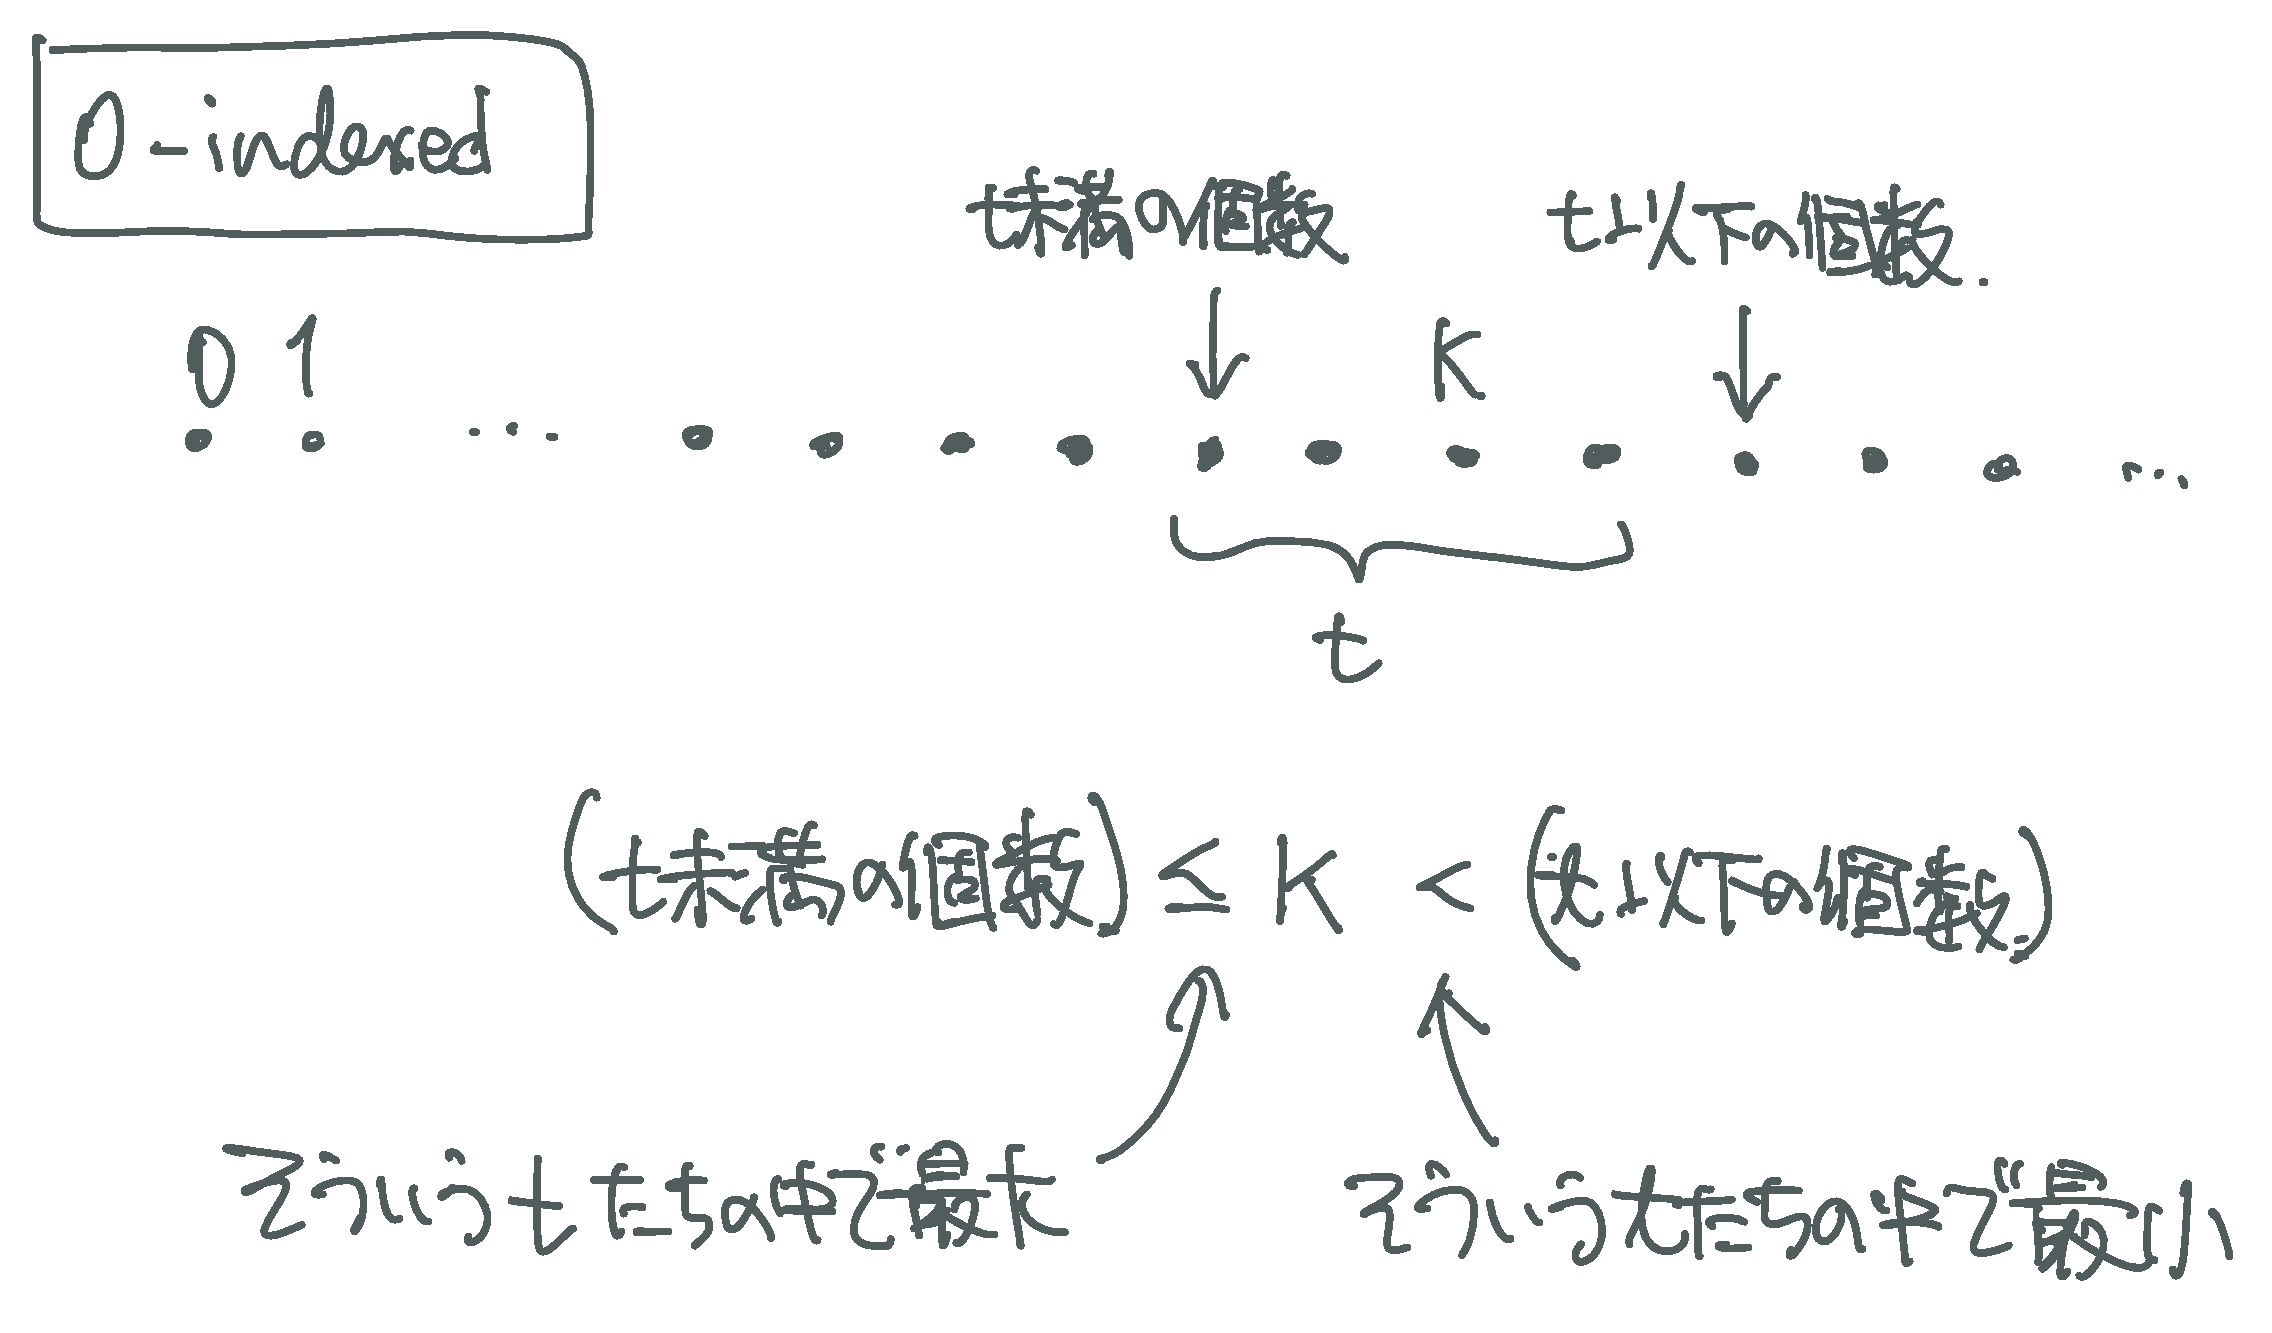 0-indexed
t未満の個数 t以下の個数.
0 1 K
...
t
(t未満の個数) ≤ K < (t以下の個数.)
そういうtたちの中で最大 そういうtたちの中で最小